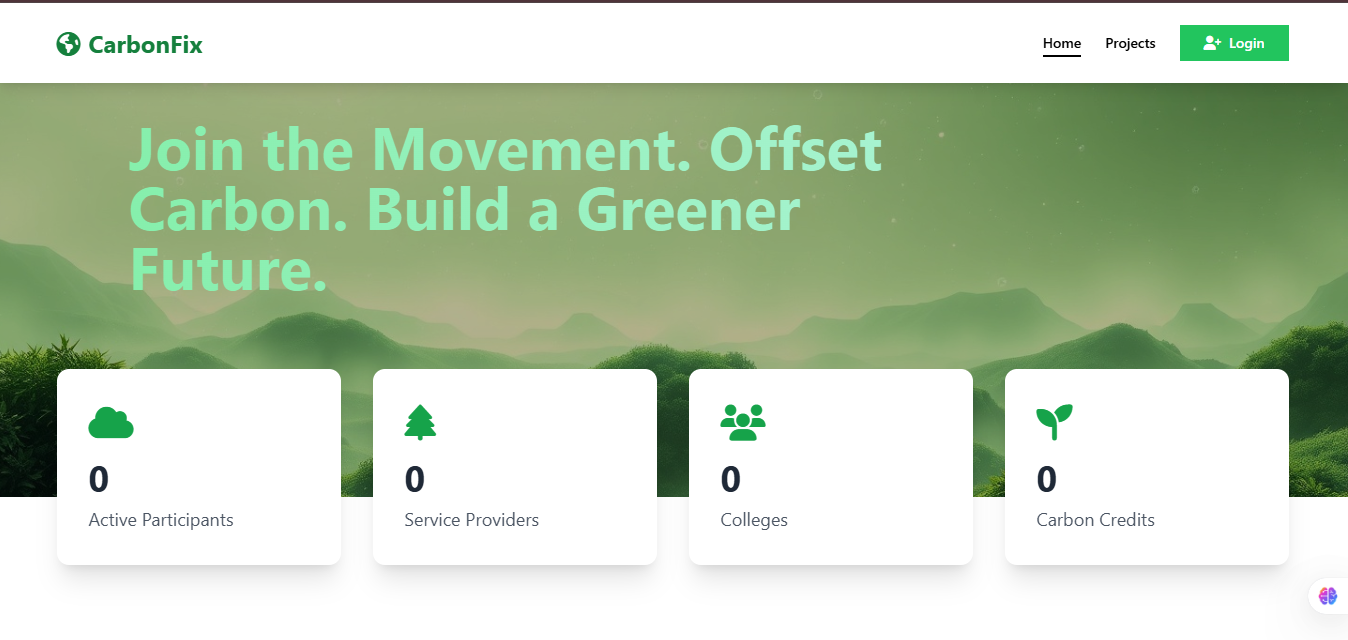 CarbonFix
Home
Projects
Login
Join the Movement. Offset
Carbon. Build a Greener
Future.
0
Active Participants
0
Service Providers
0
Colleges
0
Carbon Credits